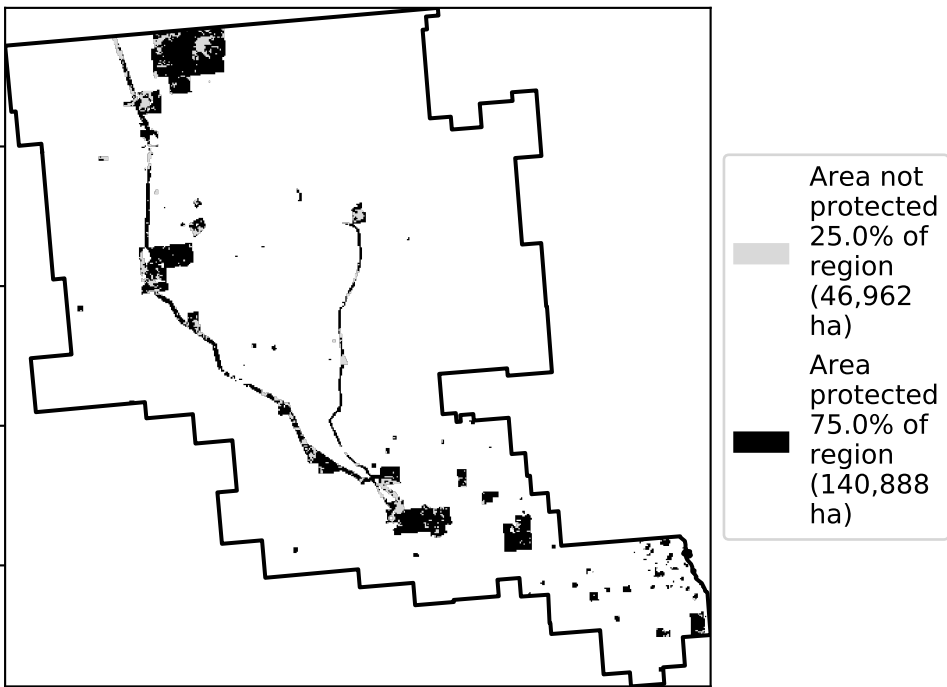 Area not
protected
25.0% of
region
(46,962
ha)
Area
protected
75.0% of
region
(140,888
ha)